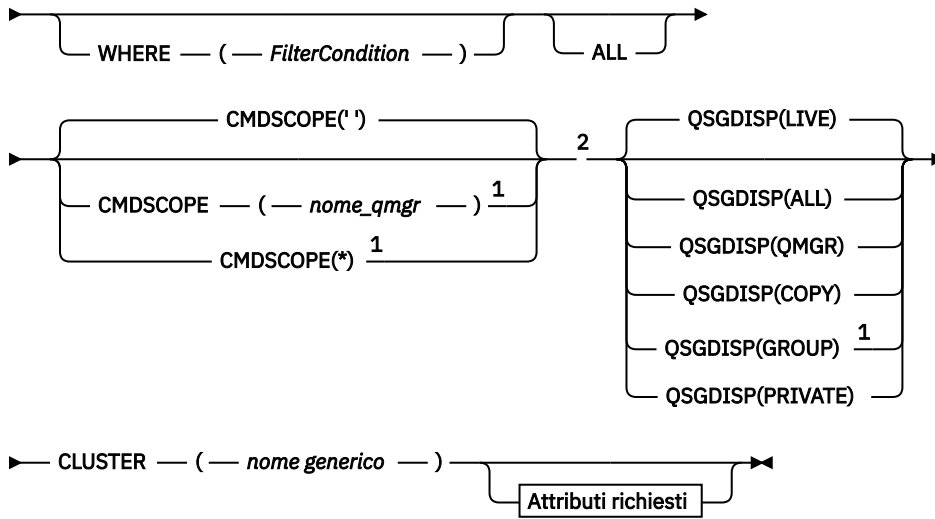 WHERE ( FilterCondition )
ALL
CMDSCOPE(' ')
CMDSCOPE ( nome_qmgr ) 1
CMDSCOPE(*) 1
2
QSGDISP(LIVE)
QSGDISP(ALL)
QSGDISP(QMGR)
QSGDISP(COPY)
QSGDISP(GROUP) 1
QSGDISP(PRIVATE)
CLUSTER ( nome generico )
Attributi richiesti